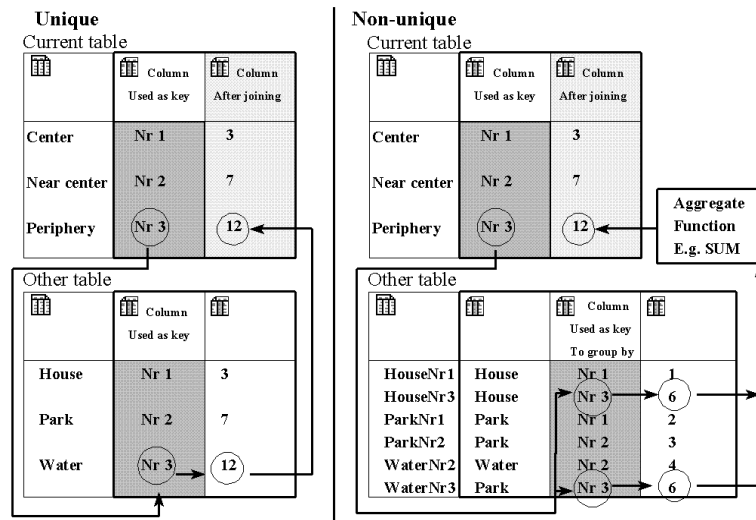 Unique
Current table
Column
Used as key
Column
After joining
Center Nr 1 3
Near center Nr 2 7
Periphery Nr 3 12
Other table
Column
Used as key
House Nr 1 3
Park Nr 2 7
Water Nr 3 12
Non-unique
Current table
Column
Used as key
Column
After joining
Center Nr 1 3
Near center Nr 2 7
Periphery Nr 3 12
Aggregate
Function
E.g. SUM
Other table
Column
Used as key
To group by
HouseNr1 House Nr 1 1
HouseNr3 House Nr 3 6
ParkNr1 Park Nr 1 2
ParkNr2 Park Nr 2 3
WaterNr2 Water Nr 2 4
WaterNr3 Park Nr 3 6